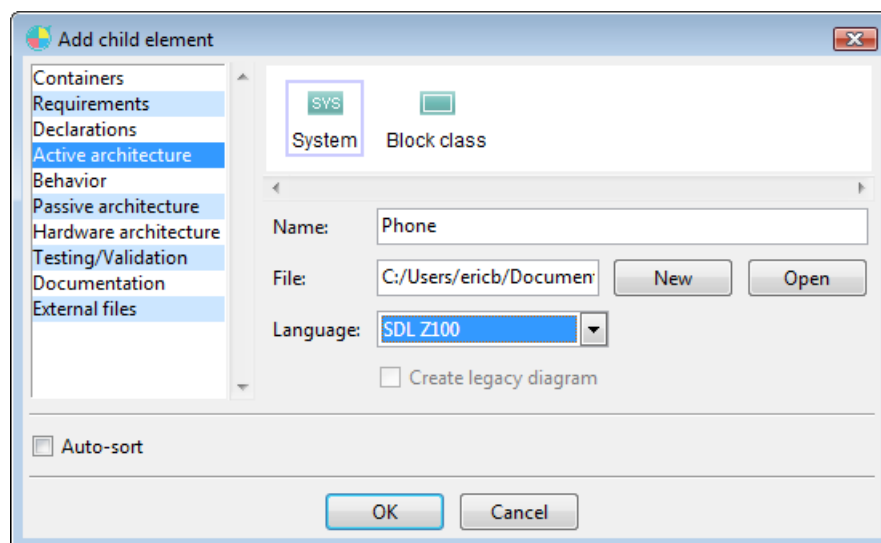 Add child element
Containers
Requirements
Declarations
Active architecture
Behavior
Passive architecture
Hardware architecture
Testing/Validation
Documentation
External files
SYS
System
Block class
Name:
Phone
File:
C:/Users/ericb/Documen
New
Open
Language:
SDL Z100
Create legacy diagram
Auto-sort
OK
Cancel